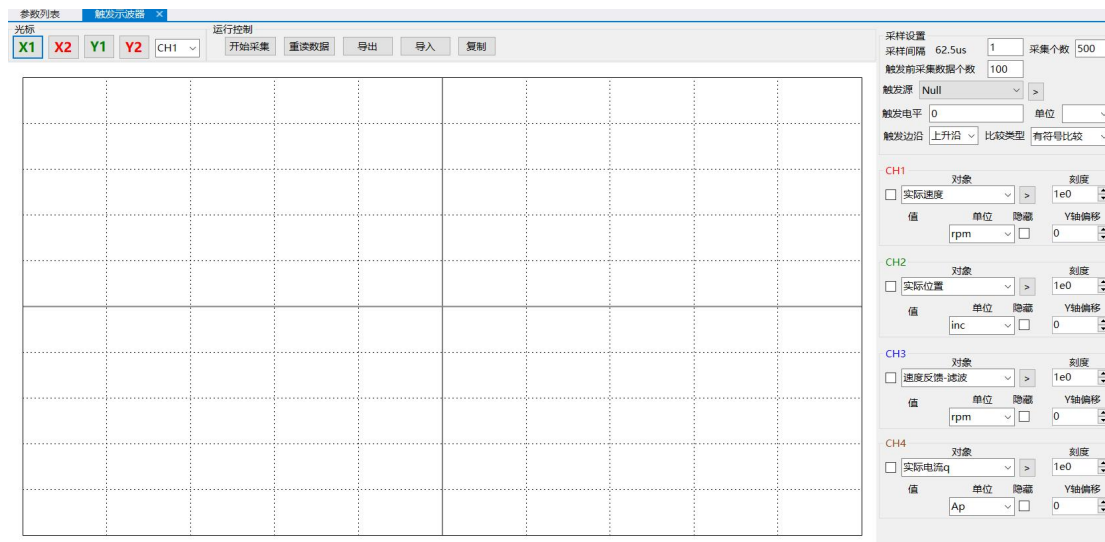 参数列表 触发示波器 ×
光标 运行控制
X1 X2 Y1 Y2 CH1 开始采集 重读数据 导出 导入 复制
采样设置
采样间隔 62.5us 1 采集个数 500
触发前采集数据个数 100
触发源 Null >
触发电平 0 单位
触发边沿 上升沿 比较类型 有符号比较
CH1
对象 刻度
实际速度 > 1e0
值 单位 隐藏 Y轴偏移
rpm 0
CH2
对象 刻度
实际位置 > 1e0
值 单位 隐藏 Y轴偏移
inc 0
CH3
对象 刻度
速度反馈-滤波 > 1e0
值 单位 隐藏 Y轴偏移
rpm 0
CH4
对象 刻度
实际电流q > 1e0
值 单位 隐藏 Y轴偏移
Ap 0